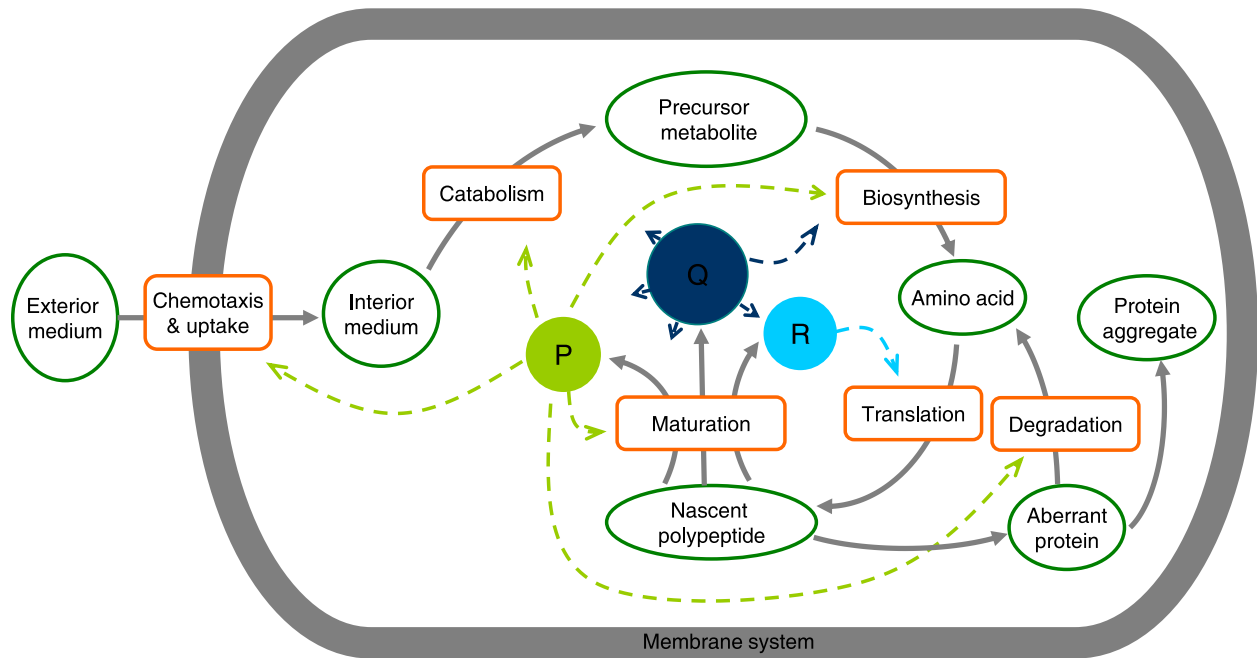 Precursor
metabolite
Catabolism
Biosynthesis
Q
Exterior
medium
Chemotaxis
& uptake
Interior
medium
Amino acid
Protein
aggregate
P
R
Maturation
Translation
Degradation
Nascent
polypeptide
Aberrant
protein
Membrane system